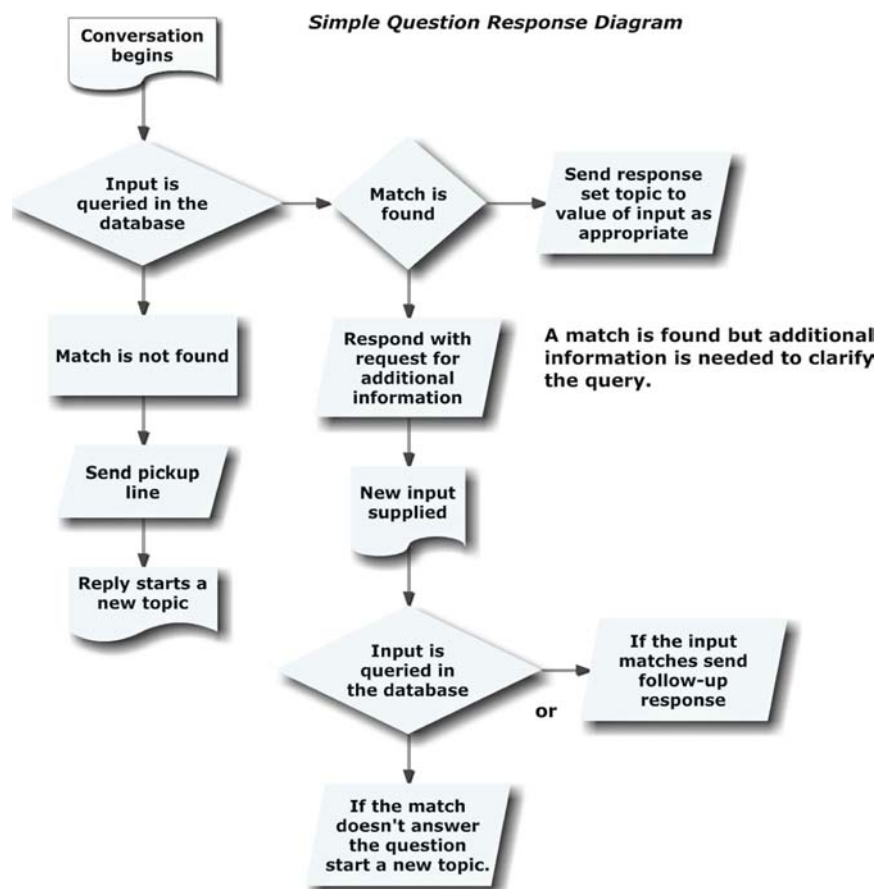 Simple Question Response Diagram
Conversation
begins
Input is
queried in the
database
Match is
found
Send response
set topic to
value of input as
appropriate
Match is not found
Respond with
request for
additional
information
A match is found but additional
information is needed to clarify
the query.
Send pickup
line
New input
supplied
Reply starts a
new topic
Input is
queried in
the database
If the input
matches send
follow-up
response
or
If the match
doesn't answer
the question
start a new topic.